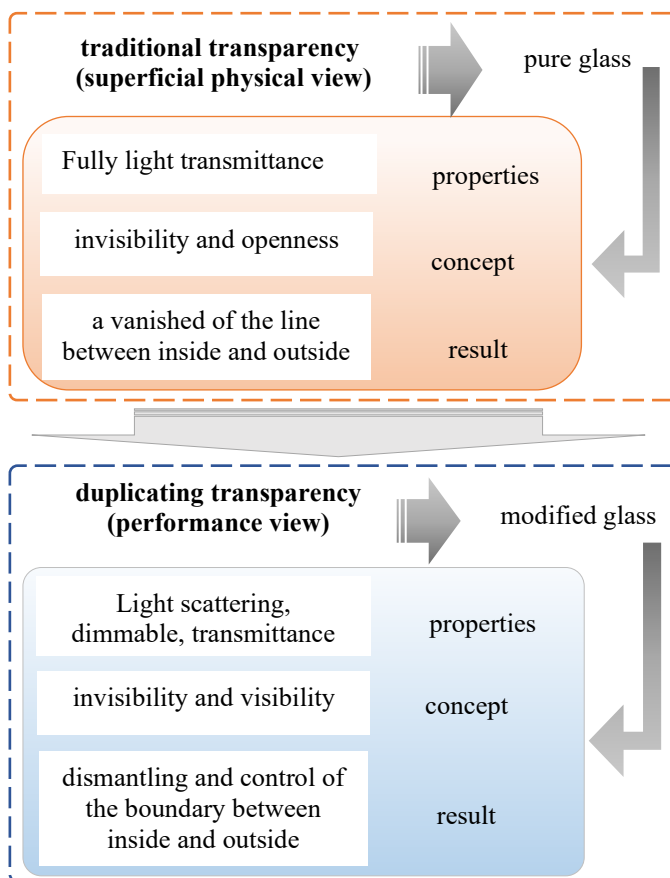 traditional transparency
(superficial physical view)
pure glass
Fully light transmittance
properties
invisibility and openness
concept
a vanished of the line
between inside and outside
result
duplicating transparency
(performance view)
modified glass
Light scattering,
dimmable, transmittance
properties
invisibility and visibility
concept
dismantling and control of
the boundary between
inside and outside
result